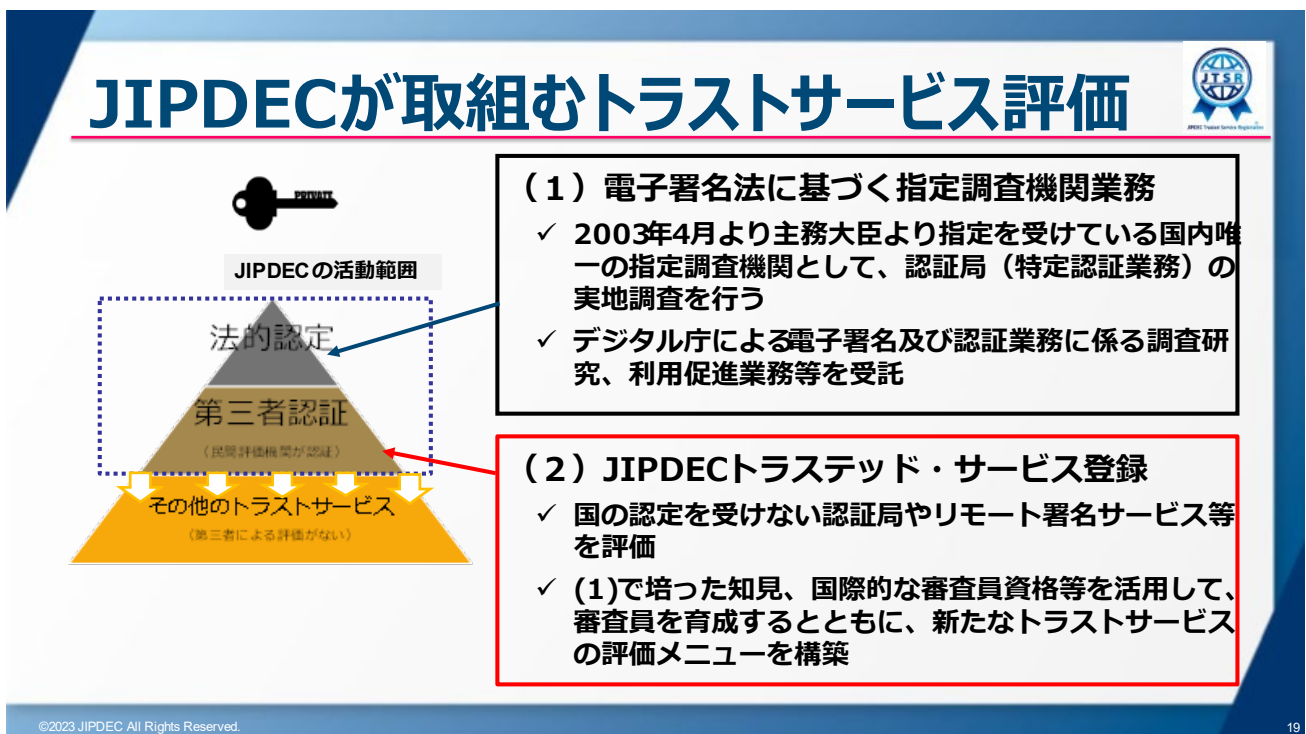 JIPDECが取組むトラストサービス評価
JTSR
JIPDEC Trusted Service Registration
PRIVATE
JIPDECの活動範囲
法的認定
第三者認証
（民間評価機関が認証）
その他のトラストサービス
（第三者による評価がない）
（1）電子署名法に基づく指定調査機関業務
✓ 2003年4月より主務大臣より指定を受けている国内唯
一の指定調査機関として、認証局（特定認証業務）の
実地調査を行う
✓ デジタル庁による電子署名及び認証業務に係る調査研
究、利用促進業務等を受託
（2）JIPDECトラステッド・サービス登録
✓ 国の認定を受けない認証局やリモート署名サービス等
を評価
✓ (1)で培った知見、国際的な審査員資格等を活用して、
審査員を育成するとともに、新たなトラストサービス
の評価メニューを構築
©2023 JIPDEC All Rights Reserved.
19